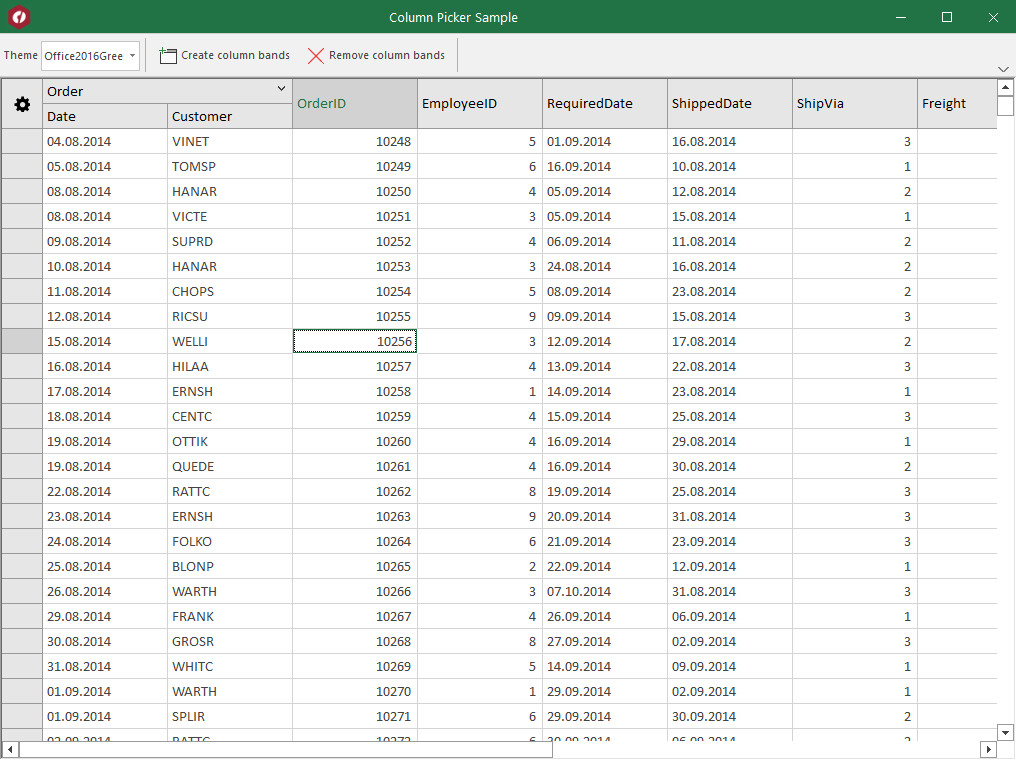 Column Picker Sample
Theme Office2016Gree Create column bands Remove column bands
Order
Date Customer OrderID EmployeeID RequiredDate ShippedDate ShipVia Freight
04.08.2014 VINET 10248 5 01.09.2014 16.08.2014 3
05.08.2014 TOMSP 10249 6 16.09.2014 10.08.2014 1
08.08.2014 HANAR 10250 4 05.09.2014 12.08.2014 2
08.08.2014 VICTE 10251 3 05.09.2014 15.08.2014 1
09.08.2014 SUPRD 10252 4 06.09.2014 11.08.2014 2
10.08.2014 HANAR 10253 3 24.08.2014 16.08.2014 2
11.08.2014 CHOPS 10254 5 08.09.2014 23.08.2014 2
12.08.2014 RICSU 10255 9 09.09.2014 15.08.2014 3
15.08.2014 WELLI 10256 3 12.09.2014 17.08.2014 2
16.08.2014 HILAA 10257 4 13.09.2014 22.08.2014 3
17.08.2014 ERNSH 10258 1 14.09.2014 23.08.2014 1
18.08.2014 CENTC 10259 4 15.09.2014 25.08.2014 3
19.08.2014 OTTIK 10260 4 16.09.2014 29.08.2014 1
19.08.2014 QUEDE 10261 4 16.09.2014 30.08.2014 2
22.08.2014 RATTC 10262 8 19.09.2014 25.08.2014 3
23.08.2014 ERNSH 10263 9 20.09.2014 31.08.2014 3
24.08.2014 FOLKO 10264 6 21.09.2014 23.09.2014 3
25.08.2014 BLONP 10265 2 22.09.2014 12.09.2014 1
26.08.2014 WARTH 10266 3 07.10.2014 31.08.2014 3
29.08.2014 FRANK 10267 4 26.09.2014 06.09.2014 1
30.08.2014 GROSR 10268 8 27.09.2014 02.09.2014 3
31.08.2014 WHITC 10269 5 14.09.2014 09.09.2014 1
01.09.2014 WARTH 10270 1 29.09.2014 02.09.2014 1
01.09.2014 SPLIR 10271 6 29.09.2014 30.09.2014 2